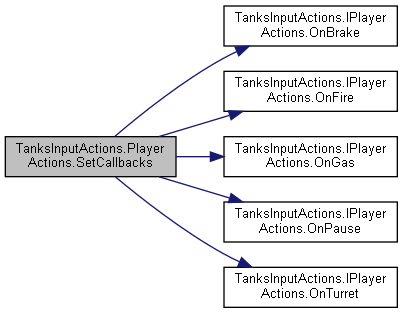 TanksInputActions.IPlayer
Actions.OnBrake
TanksInputActions.IPlayer
Actions.OnFire
TanksInputActions.Player
Actions.SetCallbacks
TanksInputActions.IPlayer
Actions.OnGas
TanksInputActions.IPlayer
Actions.OnPause
TanksInputActions.IPlayer
Actions.OnTurret